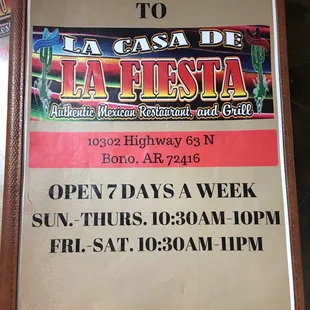 TO
LA CASA DE
LA FIESTA
Authentic Mexican Restaurant, and Grill
10302 Highway 63 N
Bono, AR 72416
OPEN 7 DAYS A WEEK
SUN.-THURS. 10:30AM-10PM
FRI.-SAT. 10:30AM-11PM